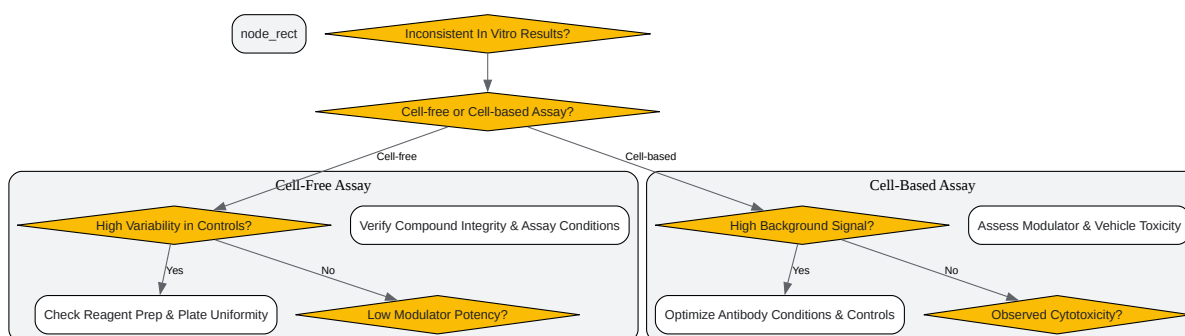 node_rect
Inconsistent In Vitro Results?
Cell-free or Cell-based Assay?
Cell-free
Cell-based
Cell-Free Assay
High Variability in Controls?
Verify Compound Integrity & Assay Conditions
Yes
No
Check Reagent Prep & Plate Uniformity
Low Modulator Potency?
Cell-Based Assay
High Background Signal?
Assess Modulator & Vehicle Toxicity
Yes
No
Optimize Antibody Conditions & Controls
Observed Cytotoxicity?